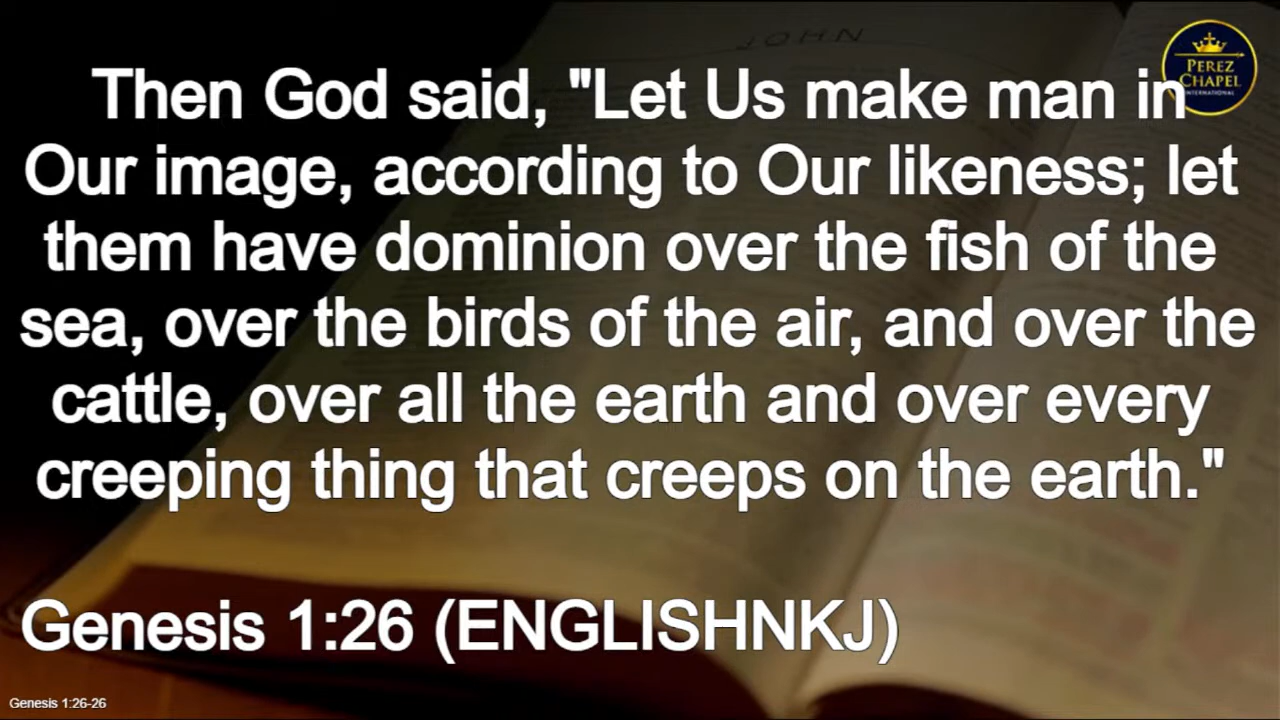 JOHN
PEREZ
CHAPEL
INTERNATIONAL
Then God said, "Let Us make man in
Our image, according to Our likeness; let
them have dominion over the fish of the
sea, over the birds of the air, and over the
cattle, over all the earth and over every
creeping thing that creeps on the earth."
Genesis 1:26 (ENGLISHNKJ)
Genesis 1:26-26